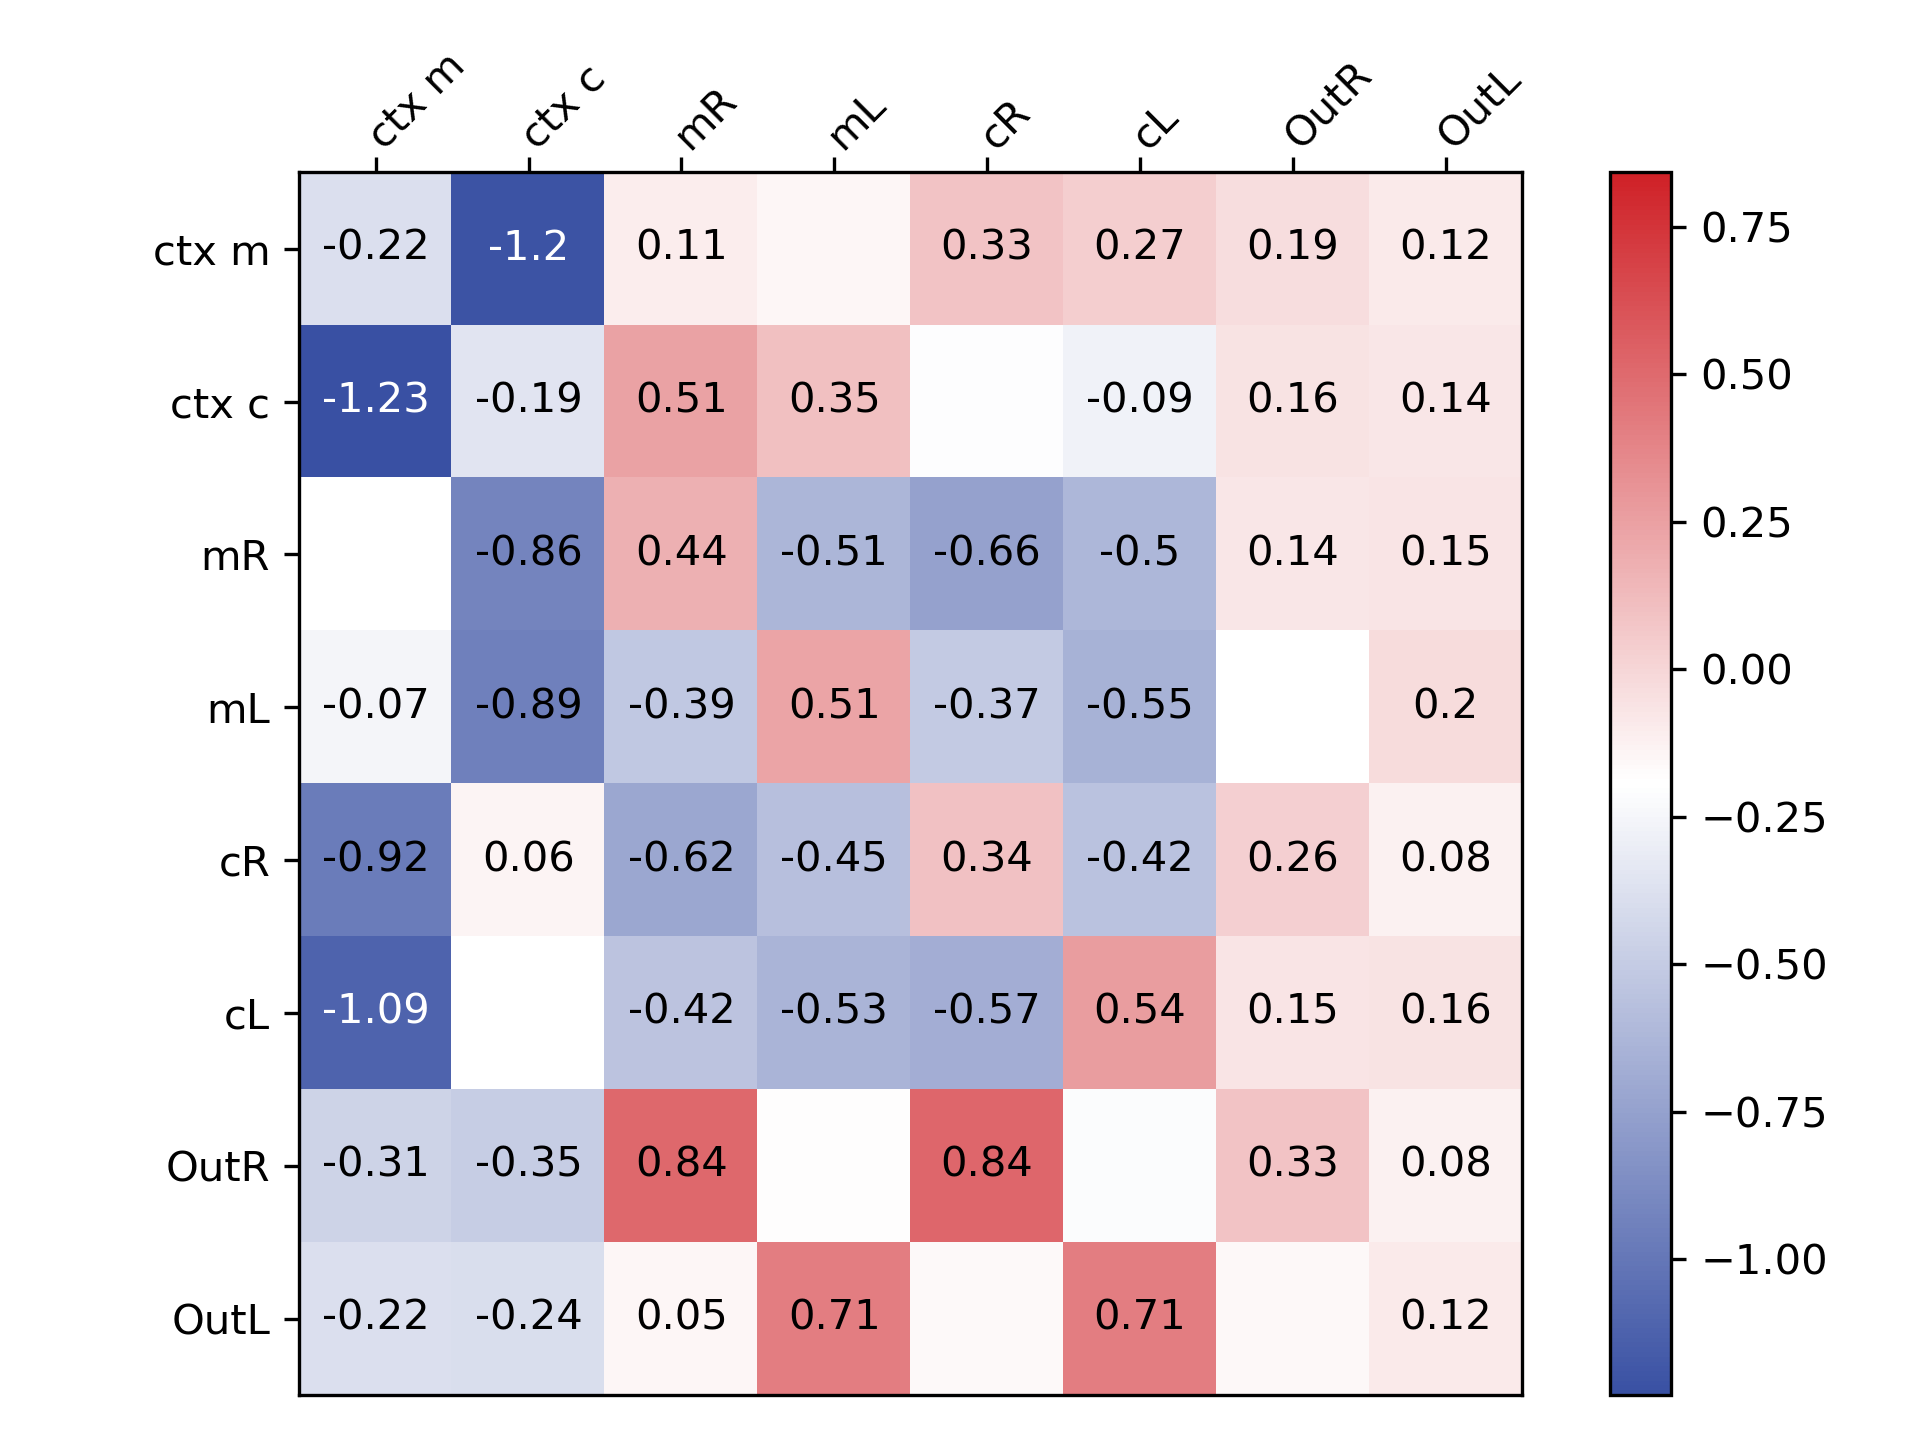 ctx m ctx c mR mL cR cL OutR OutL
ctx m -0.22 -1.2 0.11 0.33 0.27 0.19 0.12
ctx c -1.23 -0.19 0.51 0.35 -0.09 0.16 0.14
mR -0.86 0.44 -0.51 -0.66 -0.5 0.14 0.15
mL -0.07 -0.89 -0.39 0.51 -0.37 -0.55 0.2
cR -0.92 0.06 -0.62 -0.45 0.34 -0.42 0.26 0.08
cL -1.09 -0.42 -0.53 -0.57 0.54 0.15 0.16
OutR -0.31 -0.35 0.84 0.84 0.33 0.08
OutL -0.22 -0.24 0.05 0.71 0.71 0.12
0.75
0.50
0.25
0.00
−0.25
−0.50
−0.75
−1.00